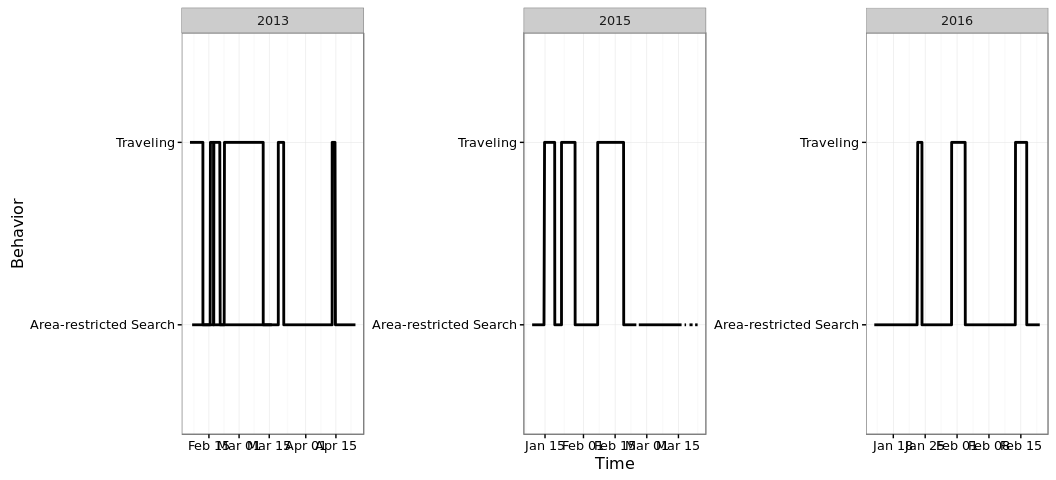 2013
2015
2016
Behavior
Traveling
Area-restricted Search
Traveling
Area-restricted Search
Traveling
Area-restricted Search
Feb 15 Mar 01 Mar 15 Apr 01 Apr 15
Jan 15 Feb 01 Feb 15 Mar 01 Mar 15
Jan 18 Jan 25 Feb 01 Feb 08 Feb 15
Time